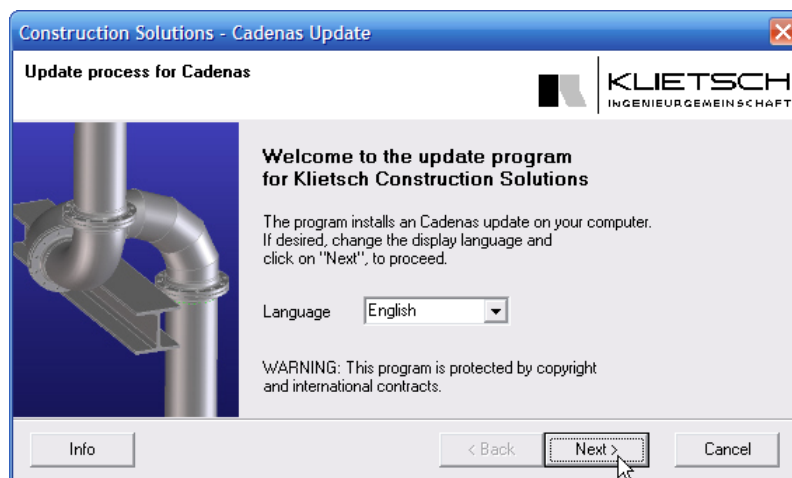 Construction Solutions - Cadenas Update
Update process for Cadenas
KLIETSCH
INGENIEURGEMEINSCHAFT
Welcome to the update program
for Klietsch Construction Solutions
The program installs an Cadenas update on your computer.
If desired, change the display language and
click on "Next", to proceed.
Language English
WARNING: This program is protected by copyright
and international contracts.
Info < Back Next > Cancel